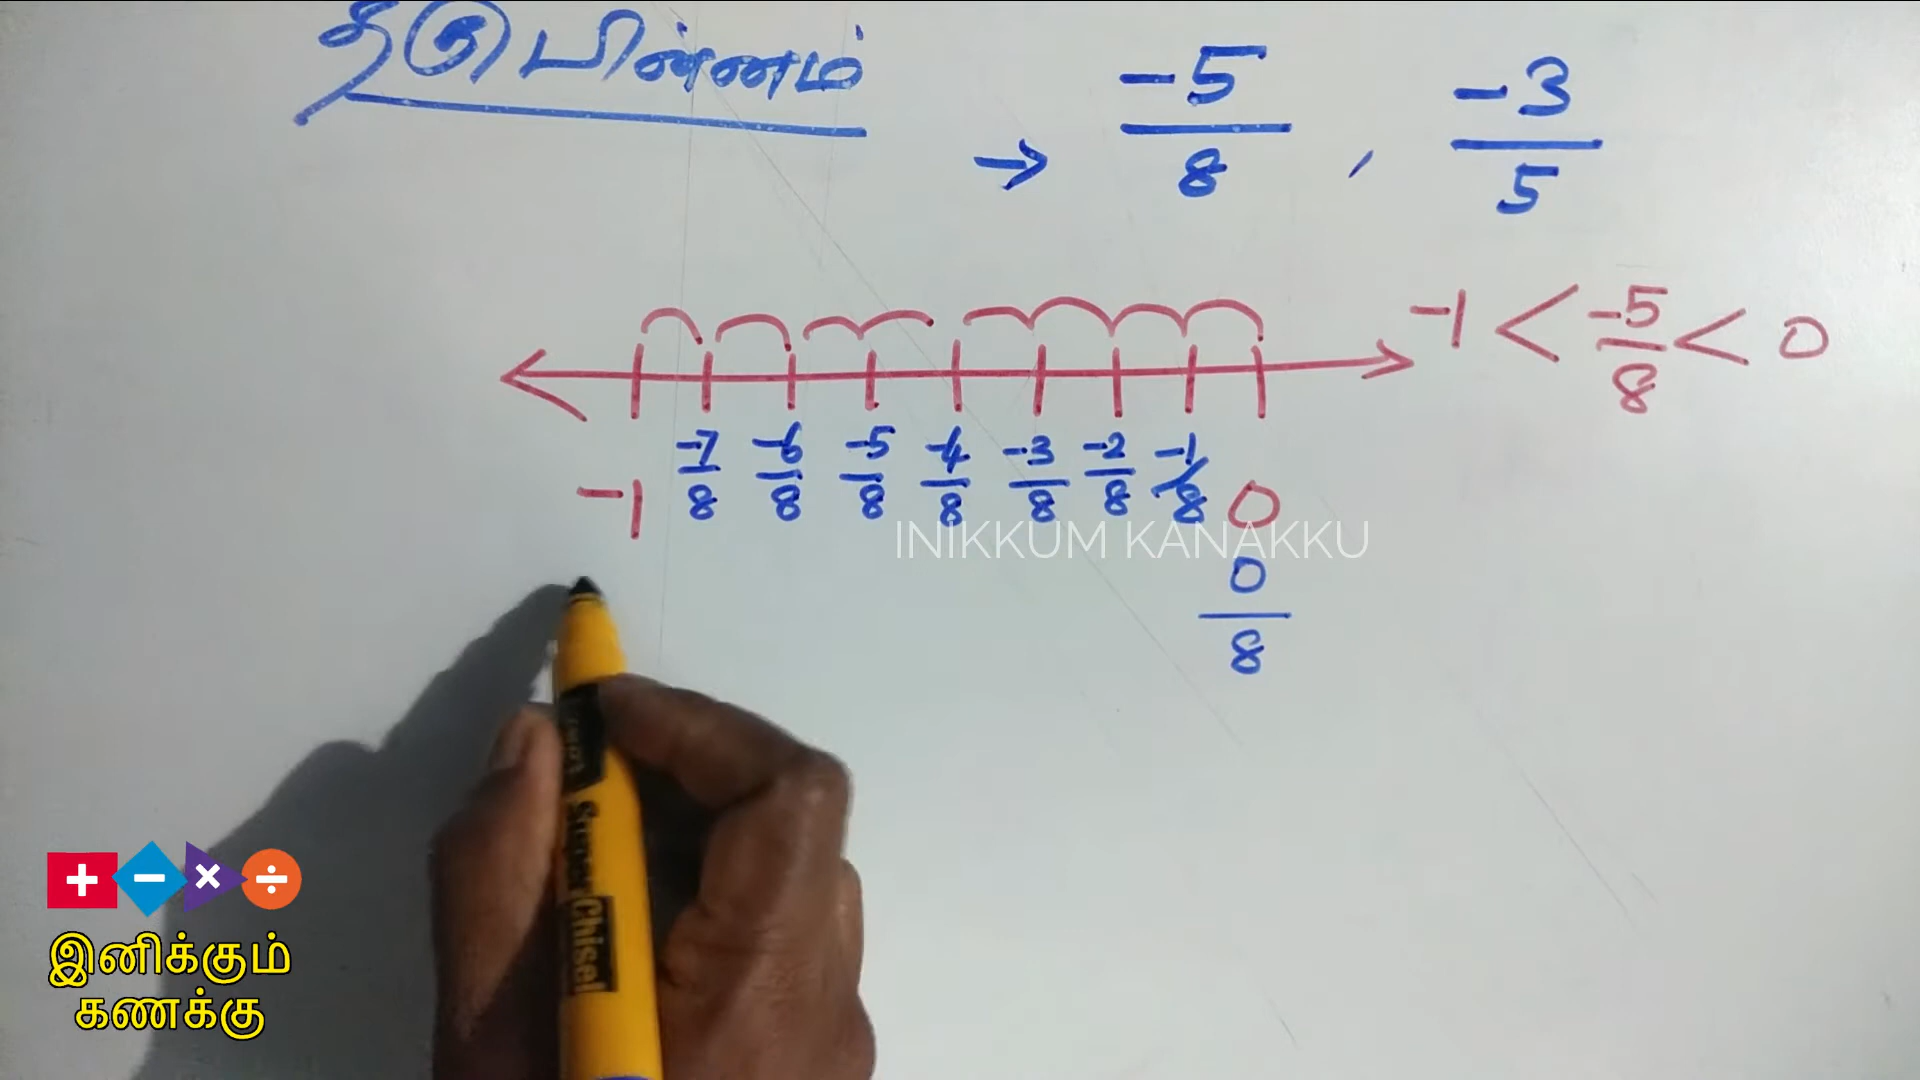 தகு பின்னம்
→ -5/8 , -3/5
-1 < -5/8 < 0
-1 -7/8 -6/8 -5/8 -4/8 -3/8 -2/8 -1/8 0
INIKKUM KANAKKU
0/8
Super Chisel
+ − × ÷
இனிக்கும்
கணக்கு